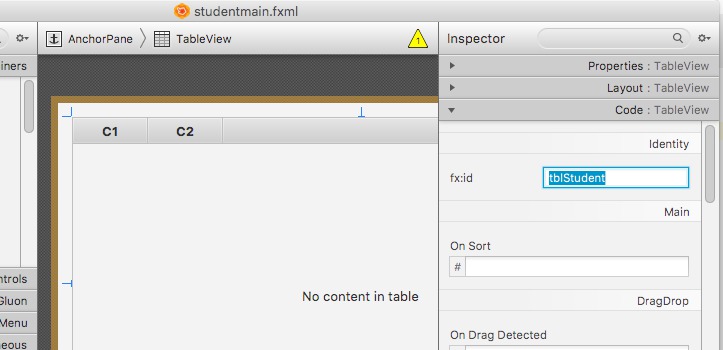 studentmain.fxml
AnchorPane
TableView
1
Inspector
iners
Properties : TableView
Layout : TableView
Code : TableView
C1
C2
Identity
fx:id
tblStudent
Main
On Sort
#
No content in table
ntrols
Gluon
Menu
neous
DragDrop
On Drag Detected